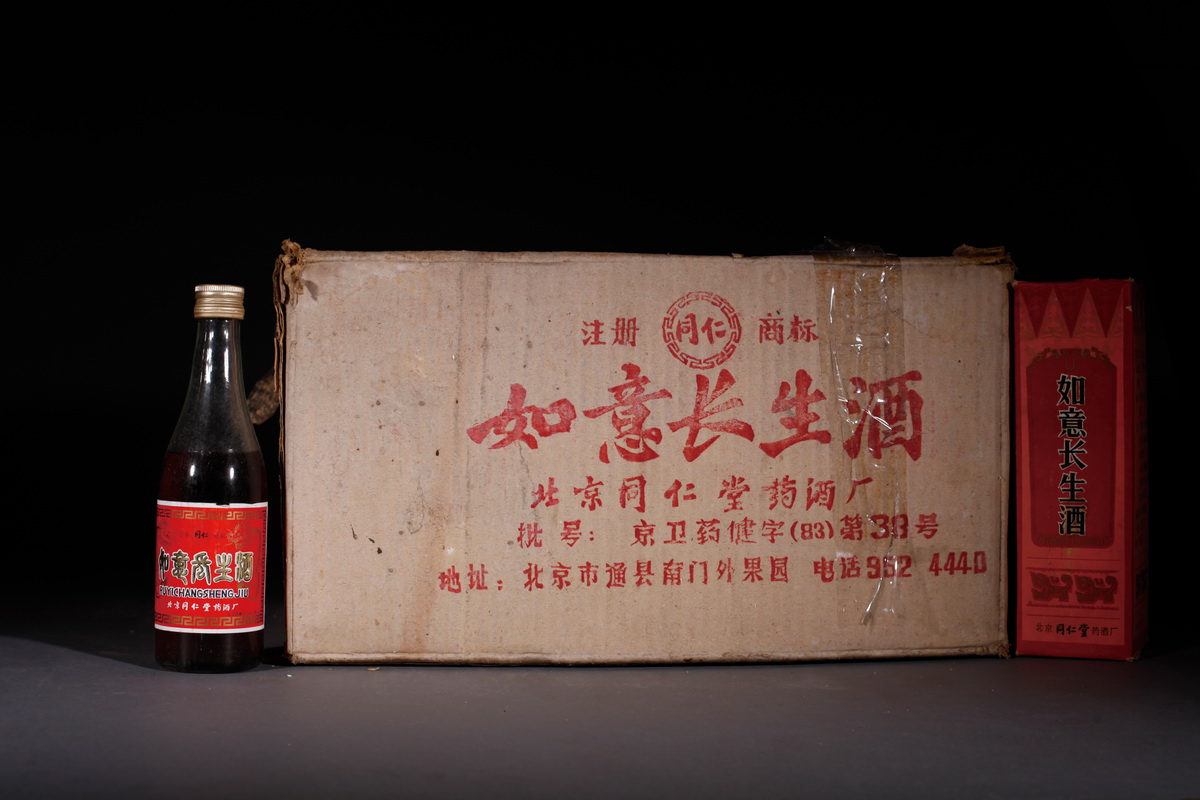 同仁
如意长生酒
RUYICHANGSHENG JIU
北京同仁堂药酒厂
注册 同仁 商标
如意长生酒
北京同仁堂药酒厂
批号：京卫药健字(83)第39号
地址：北京市通县南门外果园 电话952 4440
如意长生酒
北京同仁堂药酒厂